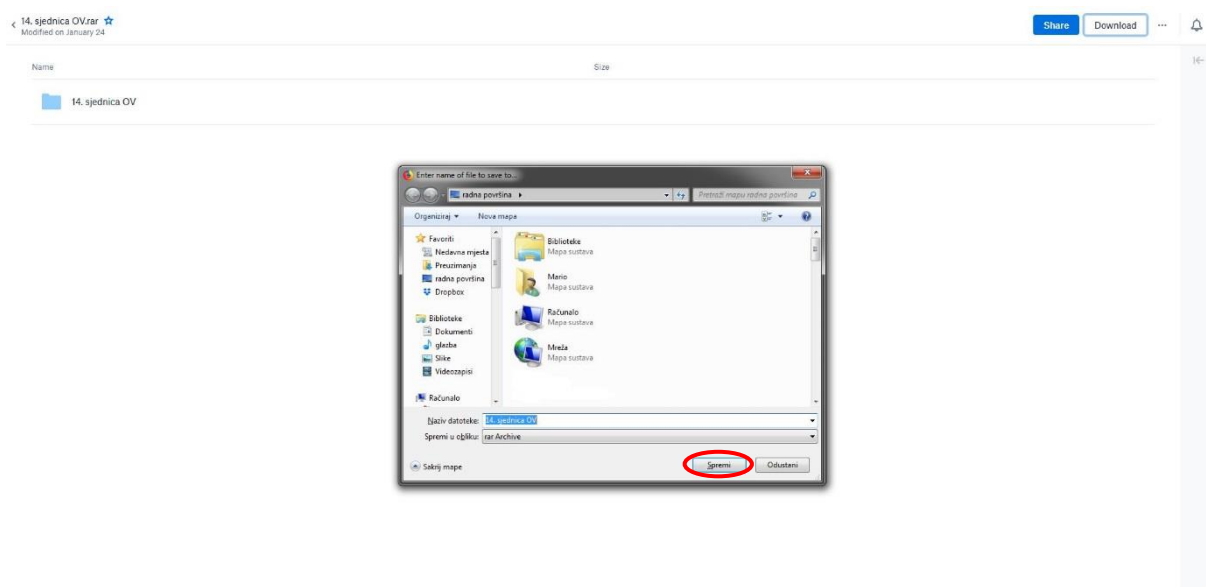 14. sjednica OV.rar
Modified on January 24
Share
Download
Name
Size
14. sjednica OV
Enter name of file to save to...
radna površina
Pretraži mapu radna površina
Organiziraj
Nova mapa
Favoriti
Nedavna mjesta
Preuzimanja
radna površina
Dropbox
Biblioteke
Dokumenti
glazba
Slike
Videozapisi
Računalo
Biblioteke
Mapa sustava
Mario
Mapa sustava
Računalo
Mapa sustava
Mreža
Mapa sustava
Naziv datoteke: 14. sjednica OV
Spremi u obliku: rar Archive
Sakrij mape
Spremi
Odustani